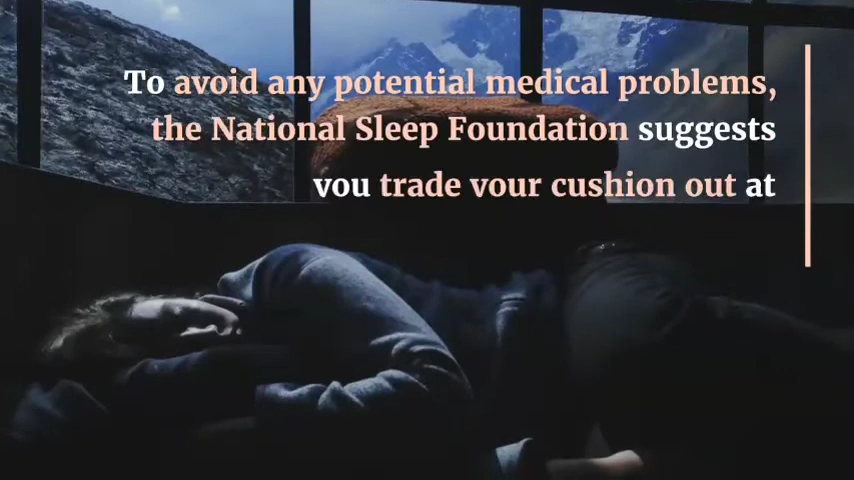 To avoid any potential medical problems,
the National Sleep Foundation suggests
you trade your cushion out at